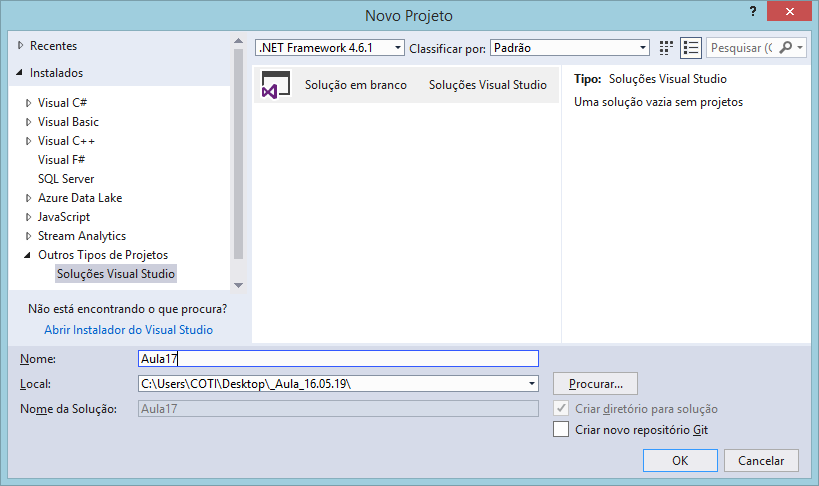 Novo Projeto
?
Recentes
Instalados
Visual C#
Visual Basic
Visual C++
Visual F#
SQL Server
Azure Data Lake
JavaScript
Stream Analytics
Outros Tipos de Projetos
Soluções Visual Studio
Não está encontrando o que procura?
Abrir Instalador do Visual Studio
.NET Framework 4.6.1
Classificar por:
Padrão
Solução em branco
Soluções Visual Studio
Pesquisar (
Tipo: Soluções Visual Studio
Uma solução vazia sem projetos
Nome:
Aula17
Local:
C:\Users\COTI\Desktop\_Aula_16.05.19\
Procurar...
Nome da Solução:
Aula17
Criar diretório para solução
Criar novo repositório Git
OK
Cancelar